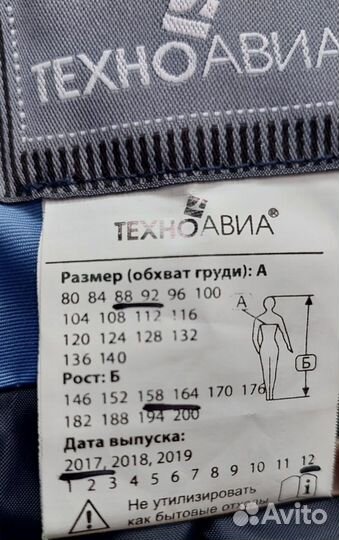 ТЕХНОАВИА
ТЕХНОАВИА®
Размер (обхват груди): А
80 84 88 92 96 100
104 108 112 116
120 124 128 132
136 140
Рост: Б
146 152 158 164 170 176
182 188 194 200
Дата выпуска:
2017, 2018, 2019
1 2 3 4 5 6 7 8 9 10 11 12
Не утилизировать
как бытовые отходы
А
Б
i
Avito